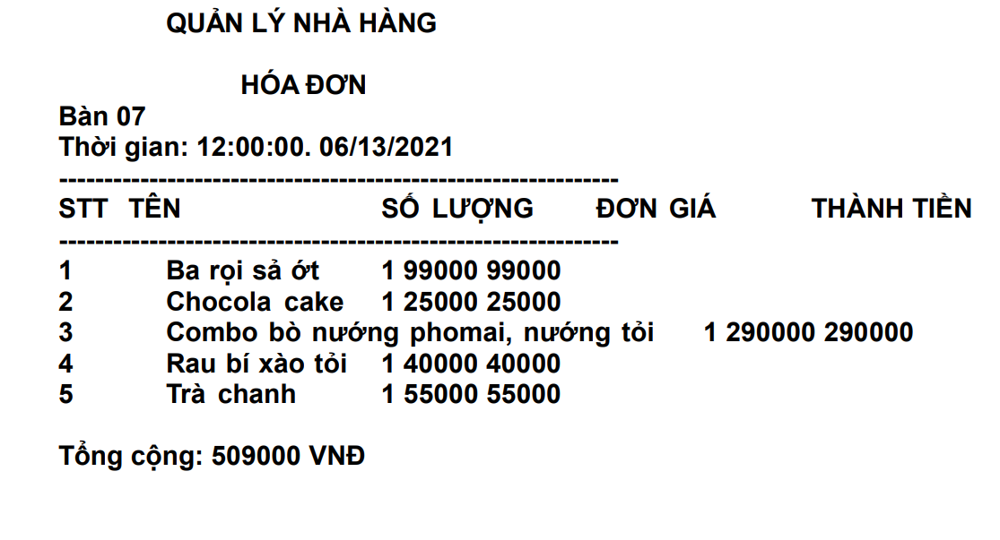 QUẢN LÝ NHÀ HÀNG
HÓA ĐƠN
Bàn 07
Thời gian: 12:00:00. 06/13/2021
--------------------------------------------------------------
STT TÊN SỐ LƯỢNG ĐƠN GIÁ THÀNH TIỀN
--------------------------------------------------------------
1 Ba rọi sả ớt 1 99000 99000
2 Chocola cake 1 25000 25000
3 Combo bò nướng phomai, nướng tỏi 1 290000 290000
4 Rau bí xào tỏi 1 40000 40000
5 Trà chanh 1 55000 55000
Tổng cộng: 509000 VNĐ